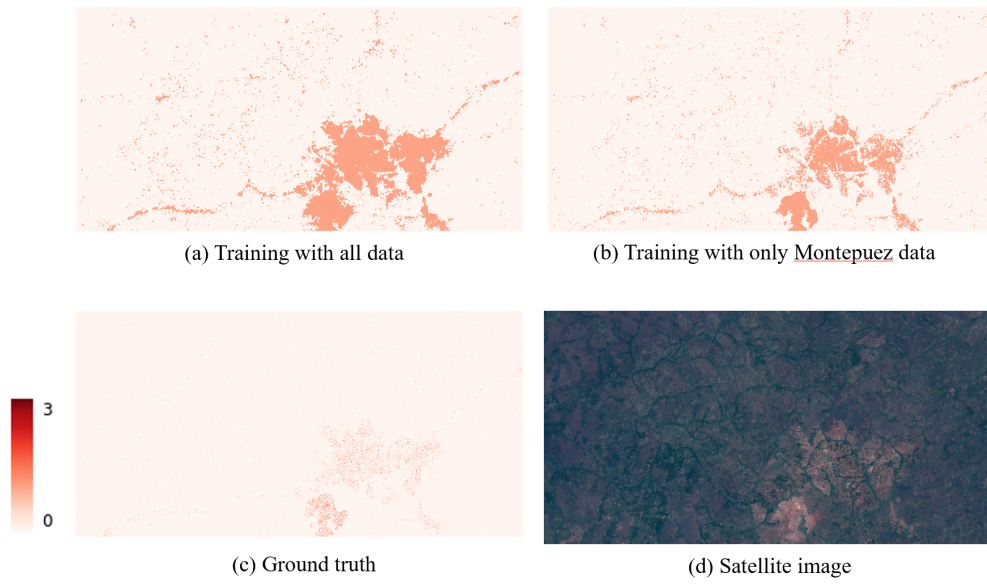 (a) Training with all data
(b) Training with only Montepuez data
3
0
(c) Ground truth
(d) Satellite image